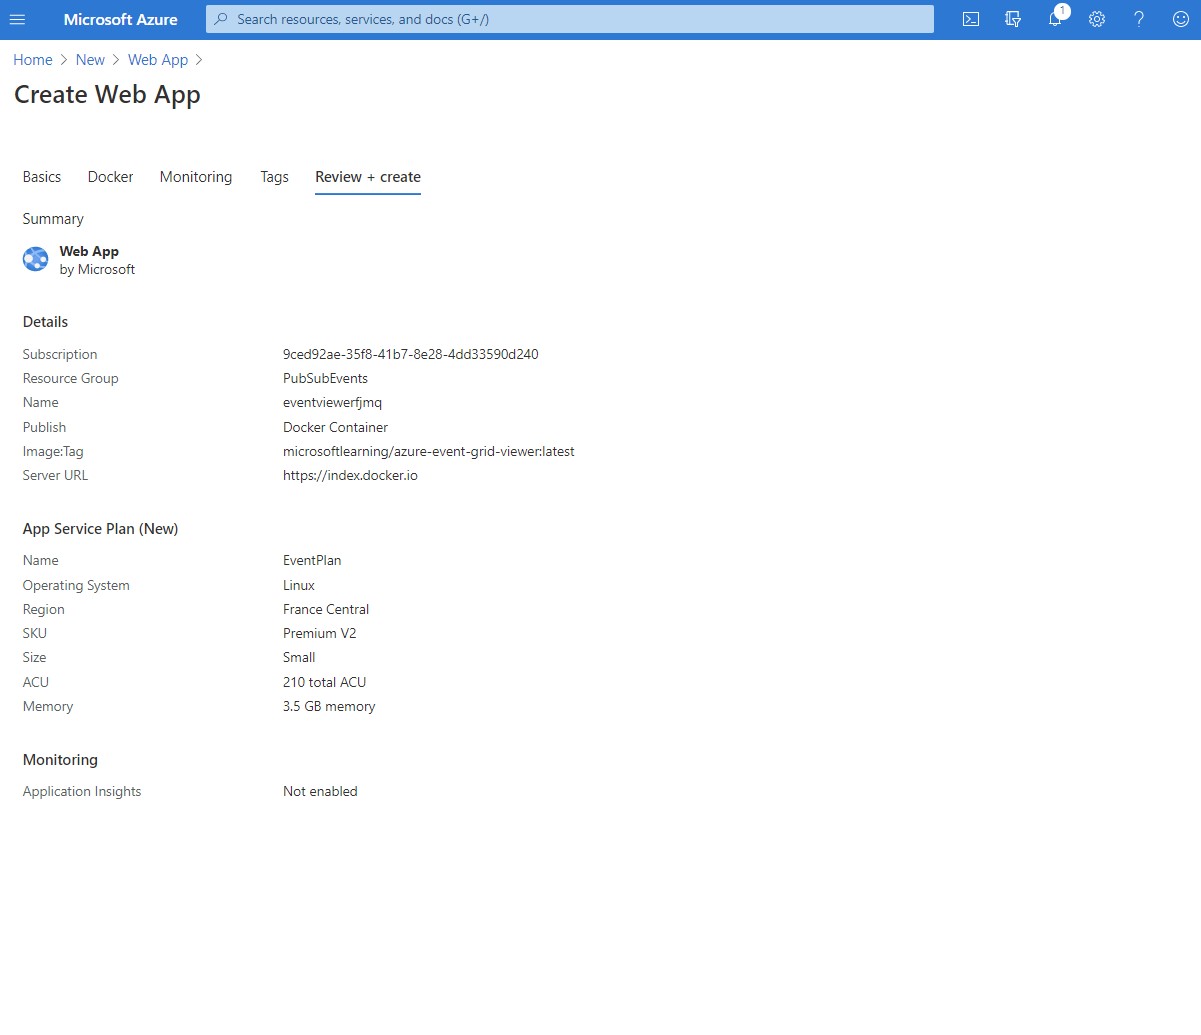 Microsoft Azure
Search resources, services, and docs (G+/)
1
Home > New > Web App >
Create Web App
Basics Docker Monitoring Tags Review + create
Summary
Web App
by Microsoft
Details
Subscription 9ced92ae-35f8-41b7-8e28-4dd33590d240
Resource Group PubSubEvents
Name eventviewerfjmq
Publish Docker Container
Image:Tag microsoftlearning/azure-event-grid-viewer:latest
Server URL https://index.docker.io
App Service Plan (New)
Name EventPlan
Operating System Linux
Region France Central
SKU Premium V2
Size Small
ACU 210 total ACU
Memory 3.5 GB memory
Monitoring
Application Insights Not enabled